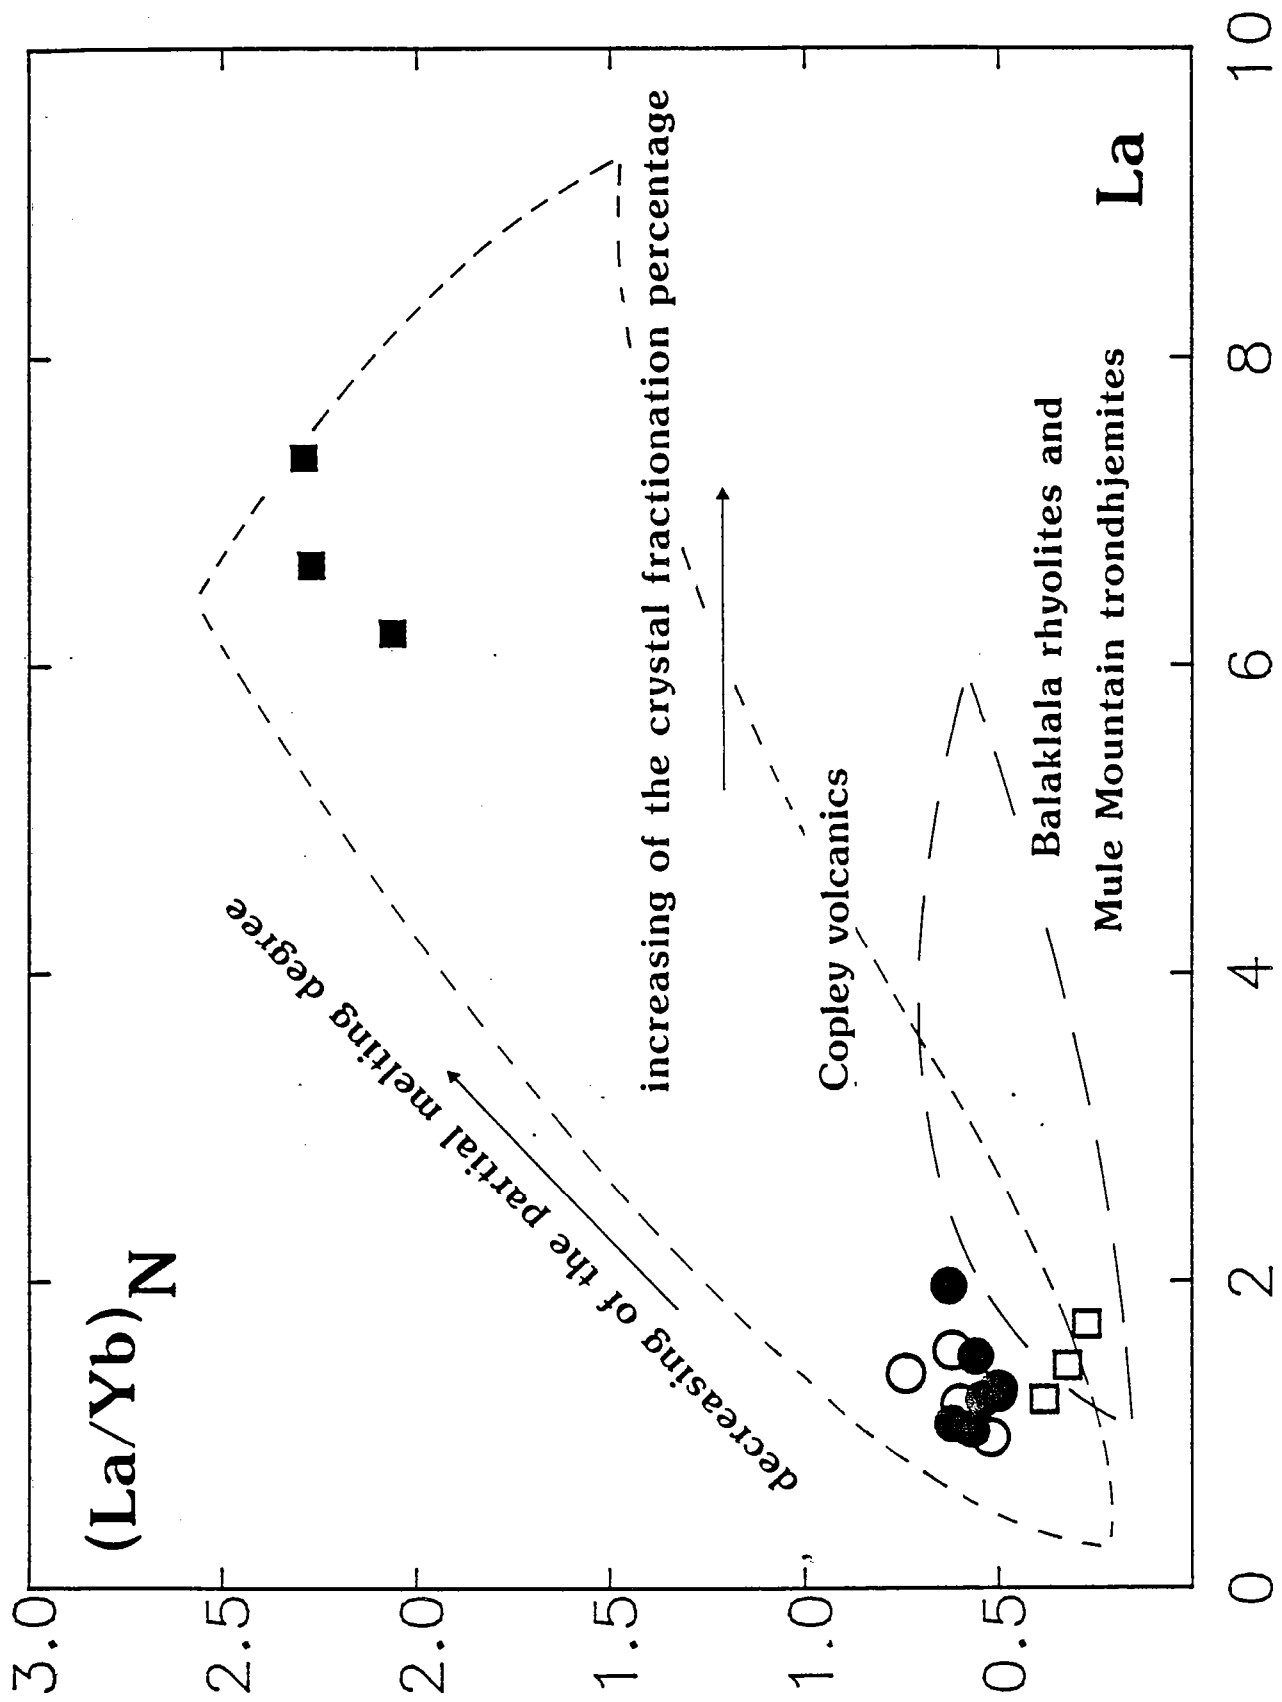 (La/Yb)N
3.0
2.5
2.0
1.5
1.0
0.5
decreasing of the partial melting degree
increasing of the crystal fractionation percentage
Copley volcanics
Balaklala rhyolites and
Mule Mountain trondhjemites
La
0
2
4
6
8
10